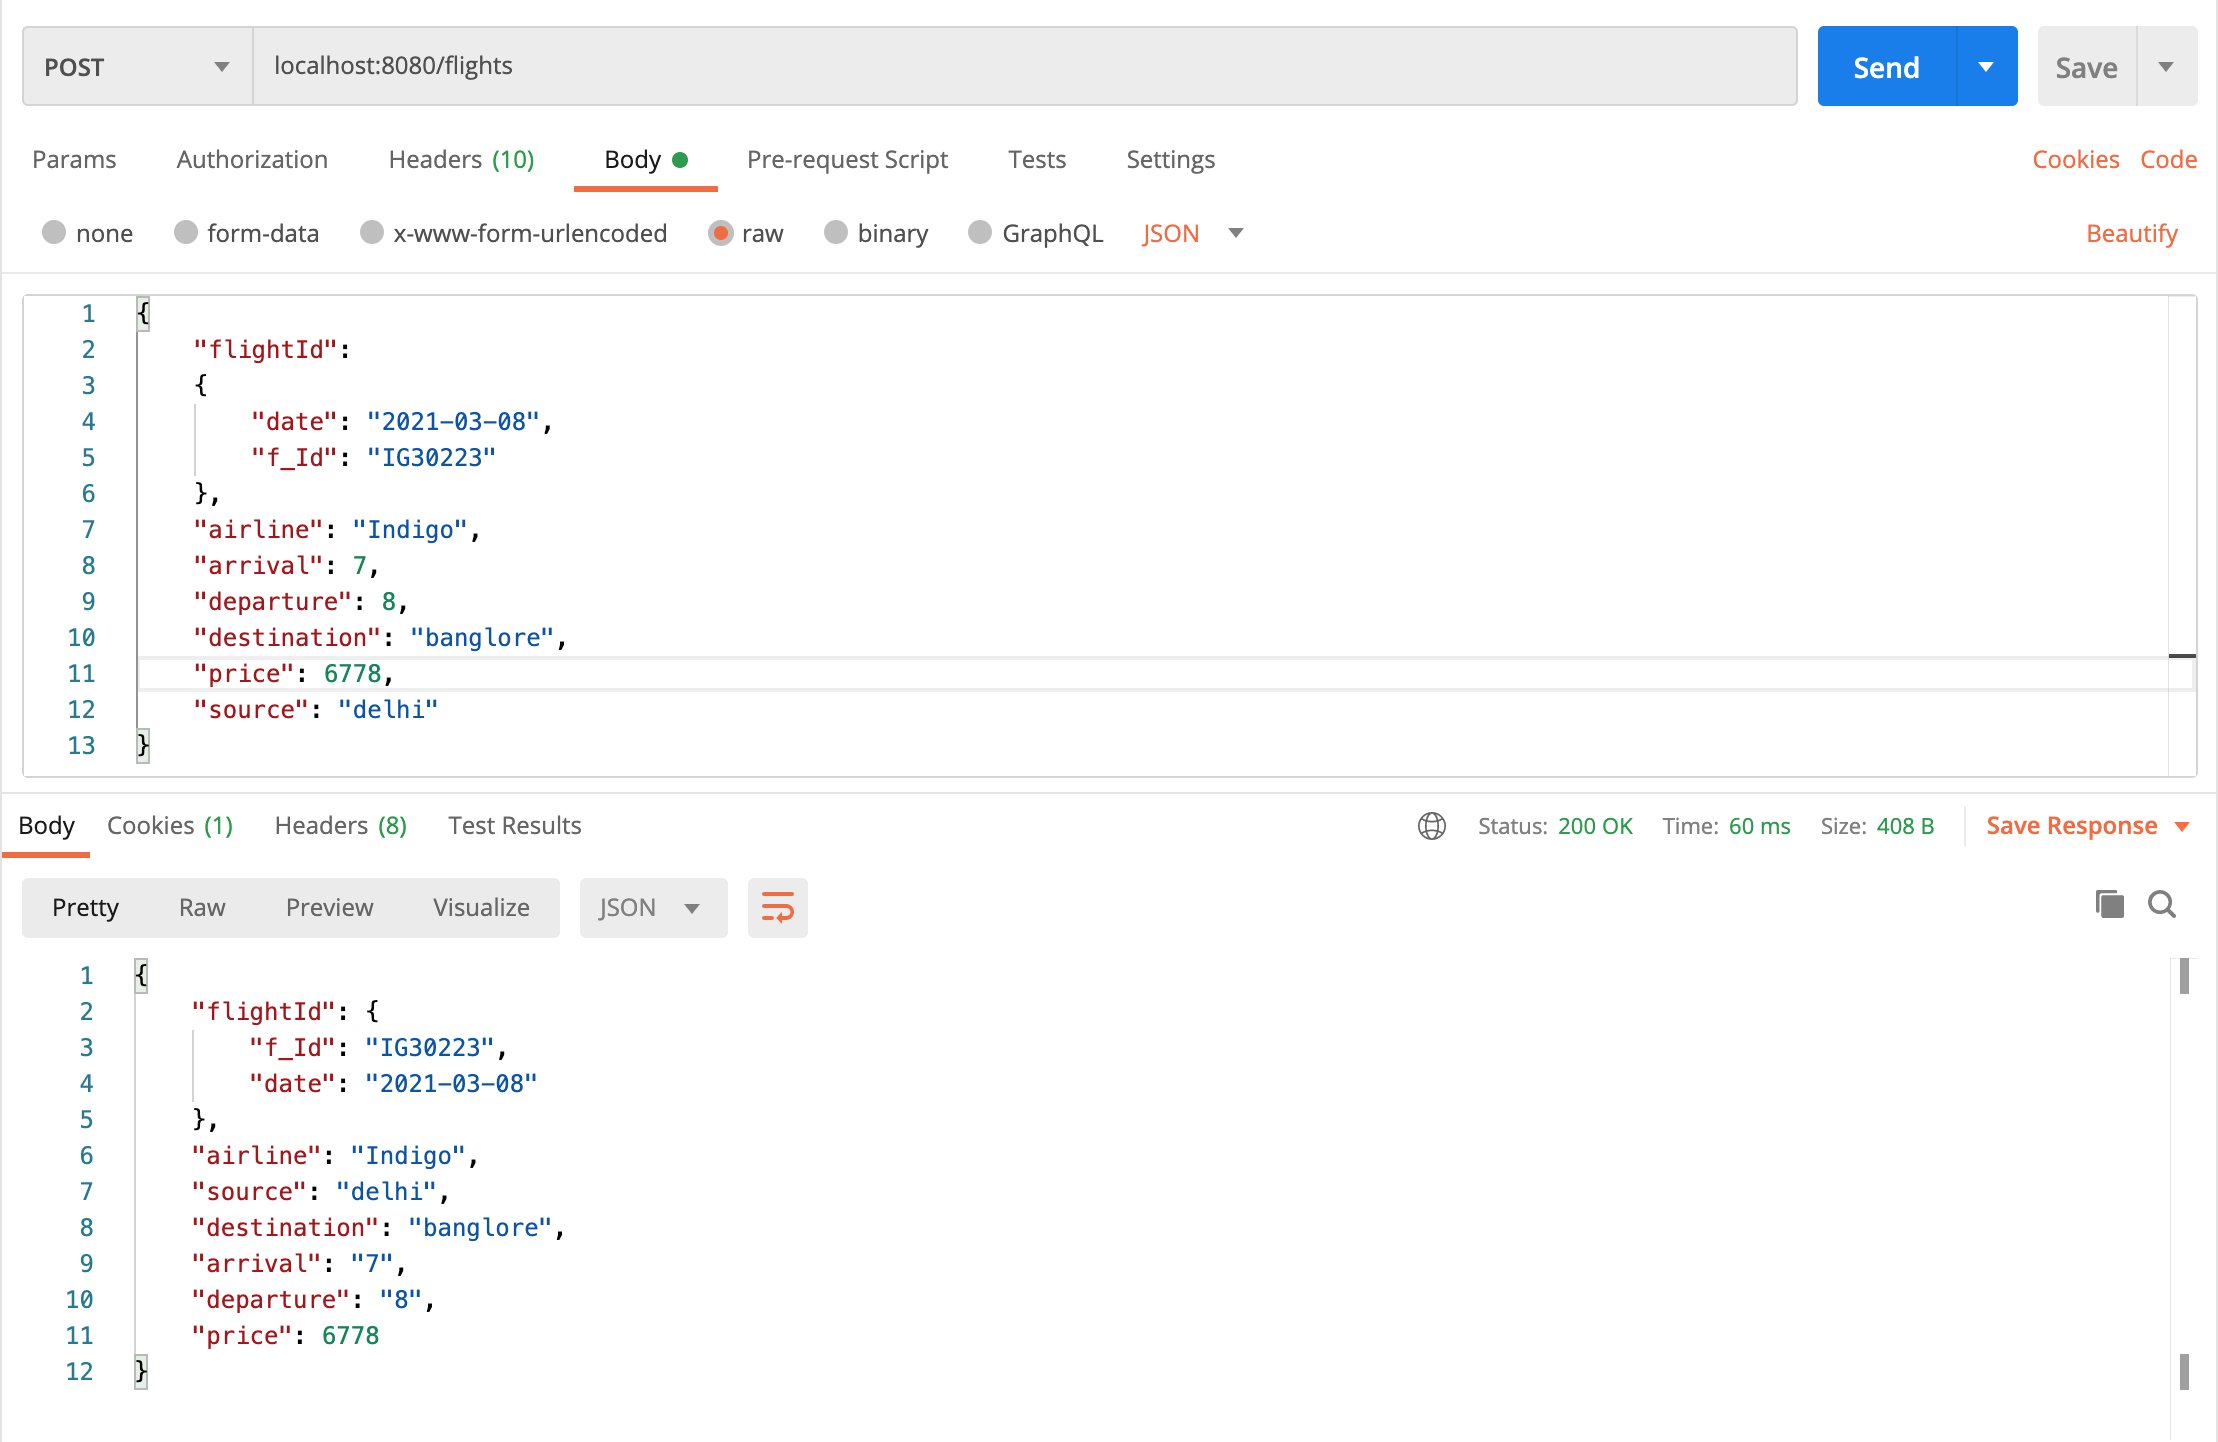 POST localhost:8080/flights Send Save
Params Authorization Headers (10) Body Pre-request Script Tests Settings Cookies Code
none form-data x-www-form-urlencoded raw binary GraphQL JSON Beautify
1 {
2 "flightId":
3 {
4 "date": "2021-03-08",
5 "f_Id": "IG30223"
6 },
7 "airline": "Indigo",
8 "arrival": 7,
9 "departure": 8,
10 "destination": "banglore",
11 "price": 6778,
12 "source": "delhi"
13 }
Body Cookies (1) Headers (8) Test Results Status: 200 OK Time: 60 ms Size: 408 B Save Response
Pretty Raw Preview Visualize JSON
1 {
2 "flightId": {
3 "f_Id": "IG30223",
4 "date": "2021-03-08"
5 },
6 "airline": "Indigo",
7 "source": "delhi",
8 "destination": "banglore",
9 "arrival": "7",
10 "departure": "8",
11 "price": 6778
12 }